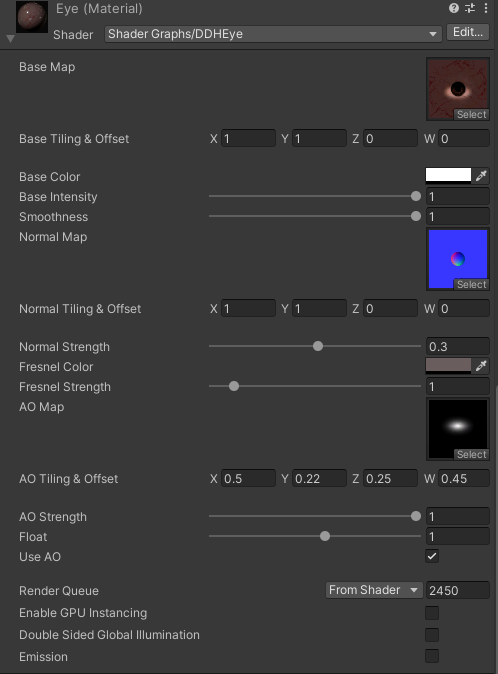 Eye (Material)
Shader Shader Graphs/DDHEye Edit...
Base Map
Select
Base Tiling & Offset X 1 Y 1 Z 0 W 0
Base Color
Base Intensity 1
Smoothness 1
Normal Map
Select
Normal Tiling & Offset X 1 Y 1 Z 0 W 0
Normal Strength 0.3
Fresnel Color
Fresnel Strength 1
AO Map
Select
AO Tiling & Offset X 0.5 Y 0.22 Z 0.25 W 0.45
AO Strength 1
Float 1
Use AO
Render Queue From Shader 2450
Enable GPU Instancing
Double Sided Global Illumination
Emission